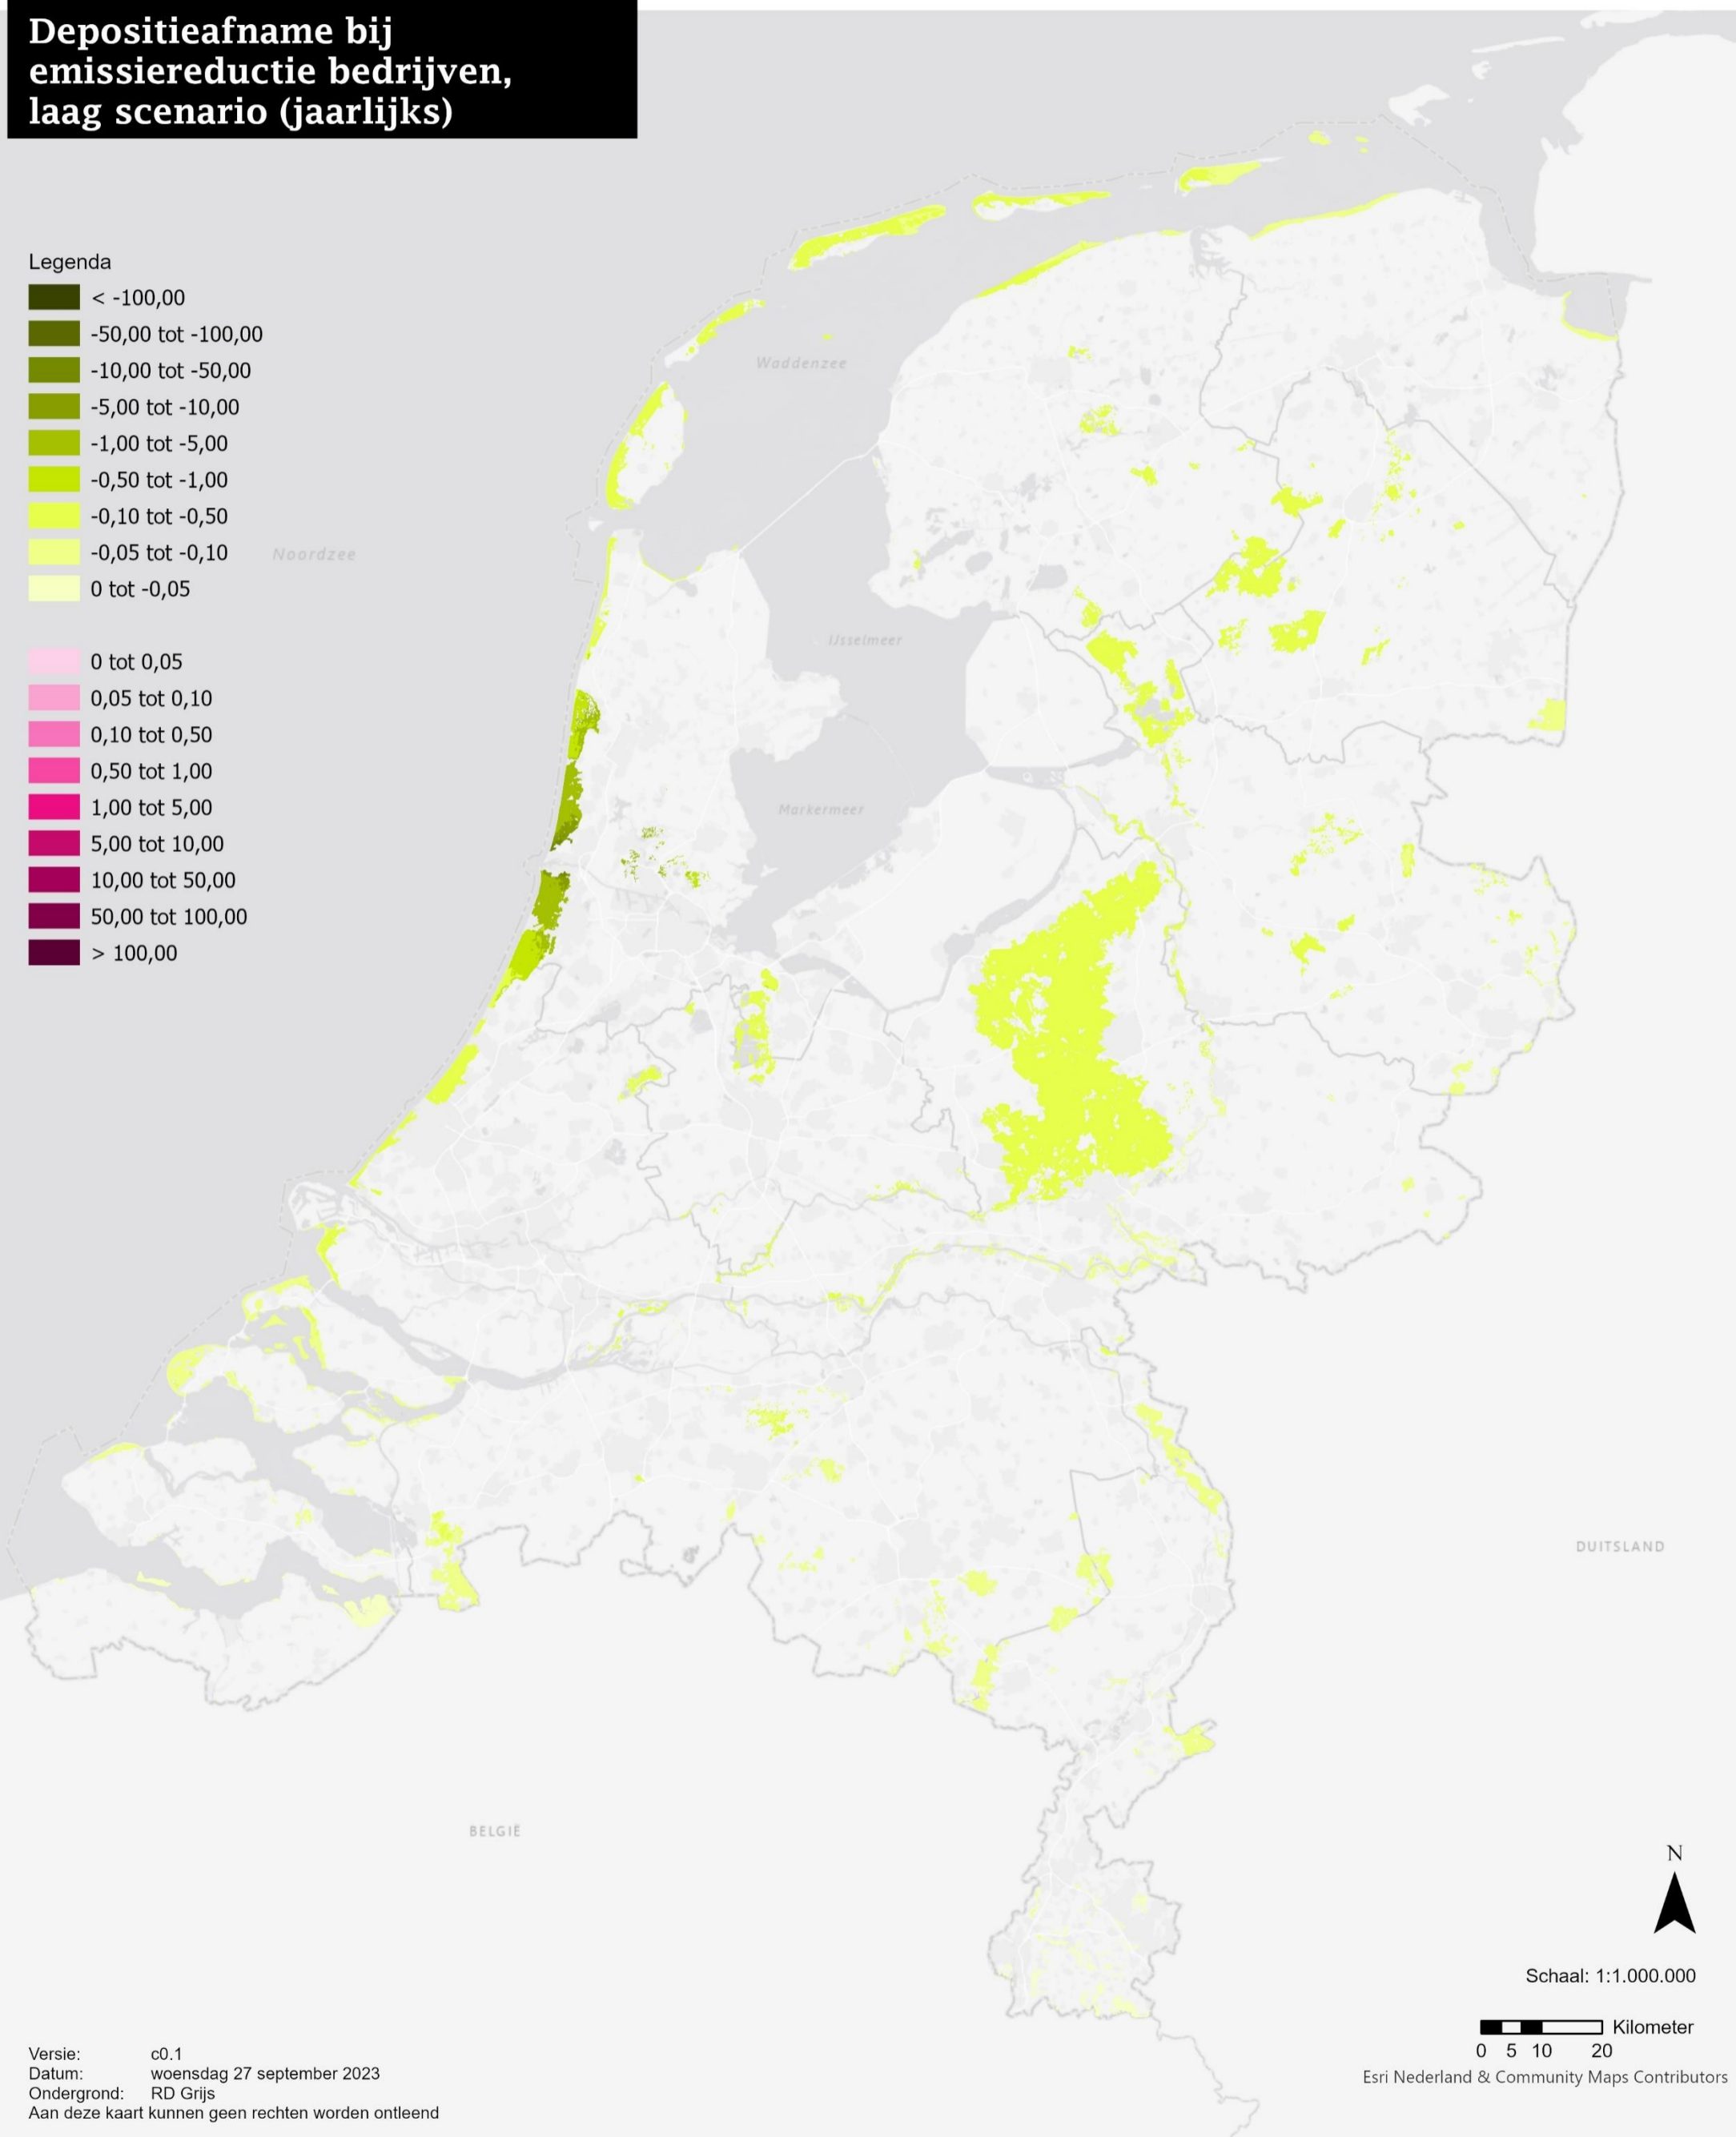 Depositieafname bij
emissiereductie bedrijven,
laag scenario (jaarlijks)
Legenda
< -100,00
-50,00 tot -100,00
-10,00 tot -50,00
-5,00 tot -10,00
-1,00 tot -5,00
-0,50 tot -1,00
-0,10 tot -0,50
-0,05 tot -0,10
0 tot -0,05
0 tot 0,05
0,05 tot 0,10
0,10 tot 0,50
0,50 tot 1,00
1,00 tot 5,00
5,00 tot 10,00
10,00 tot 50,00
50,00 tot 100,00
> 100,00
Waddenzee
Noordzee
IJsselmeer
Markermeer
DUITSLAND
BELGIË
N
Schaal: 1:1.000.000
Kilometer
0 5 10 20
Esri Nederland & Community Maps Contributors
Versie: c0.1
Datum: woensdag 27 september 2023
Ondergrond: RD Grijs
Aan deze kaart kunnen geen rechten worden ontleend